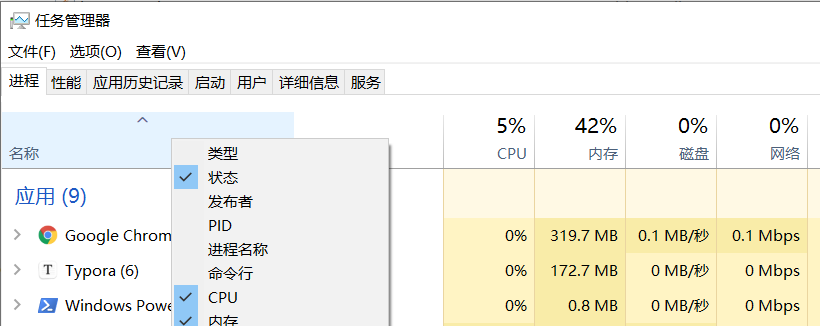 任务管理器
文件(F) 选项(O) 查看(V)
进程 性能 应用历史记录 启动 用户 详细信息 服务
5% 42% 0% 0%
名称 CPU 内存 磁盘 网络
类型
状态
发布者
PID
进程名称
命令行
CPU
内存
应用 (9)
Google Chrom 0% 319.7 MB 0.1 MB/秒 0.1 Mbps
T Typora (6) 0% 172.7 MB 0 MB/秒 0 Mbps
Windows Pow 0% 0.8 MB 0 MB/秒 0 Mbps